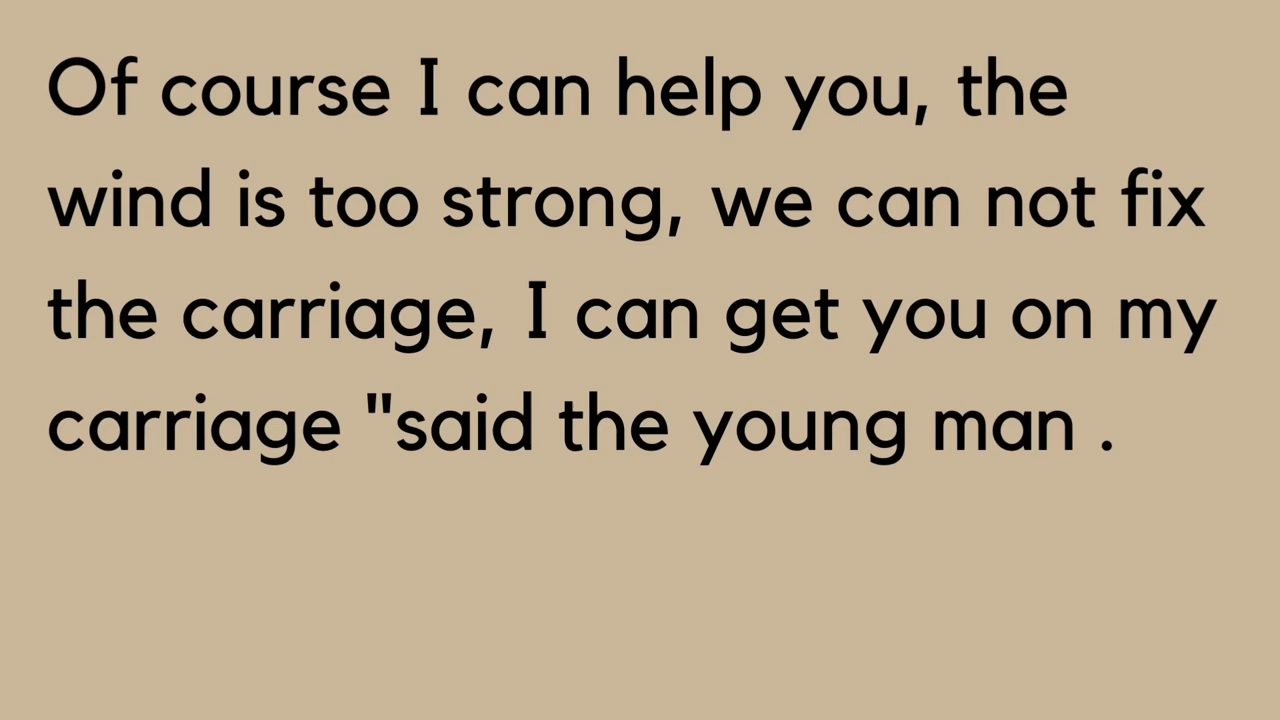 Of course I can help you, the
wind is too strong, we can not fix
the carriage, I can get you on my
carriage "said the young man .